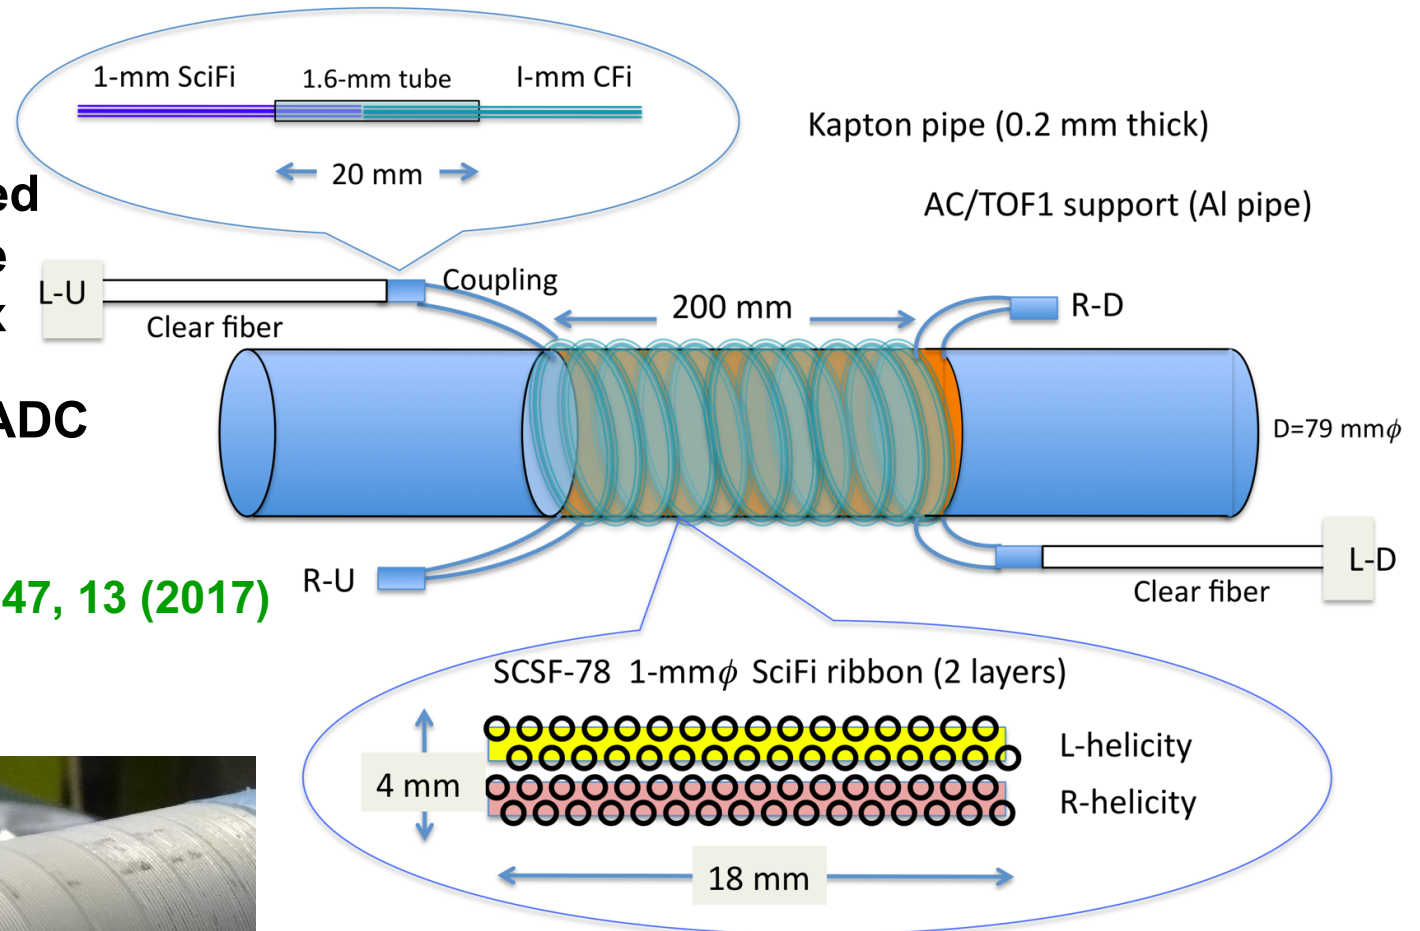 1-mm SciFi
1.6-mm tube
I-mm CFi
20 mm
Kapton pipe (0.2 mm thick)
AC/TOF1 support (Al pipe)
L-U
Clear fiber
Coupling
200 mm
R-D
ADC
D=79 mmϕ
47, 13 (2017)
R-U
L-D
Clear fiber
SCSF-78 1-mmϕ SciFi ribbon (2 layers)
4 mm
L-helicity
R-helicity
18 mm